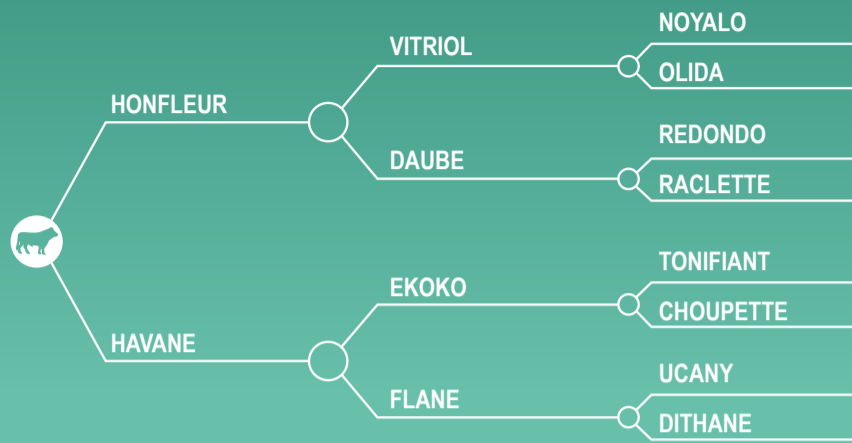 NOYALO
VITRIOL
OLIDA
HONFLEUR
REDONDO
DAUBE
RACLETTE
TONIFIANT
EKOKO
CHOUPETTE
HAVANE
UCANY
FLANE
DITHANE